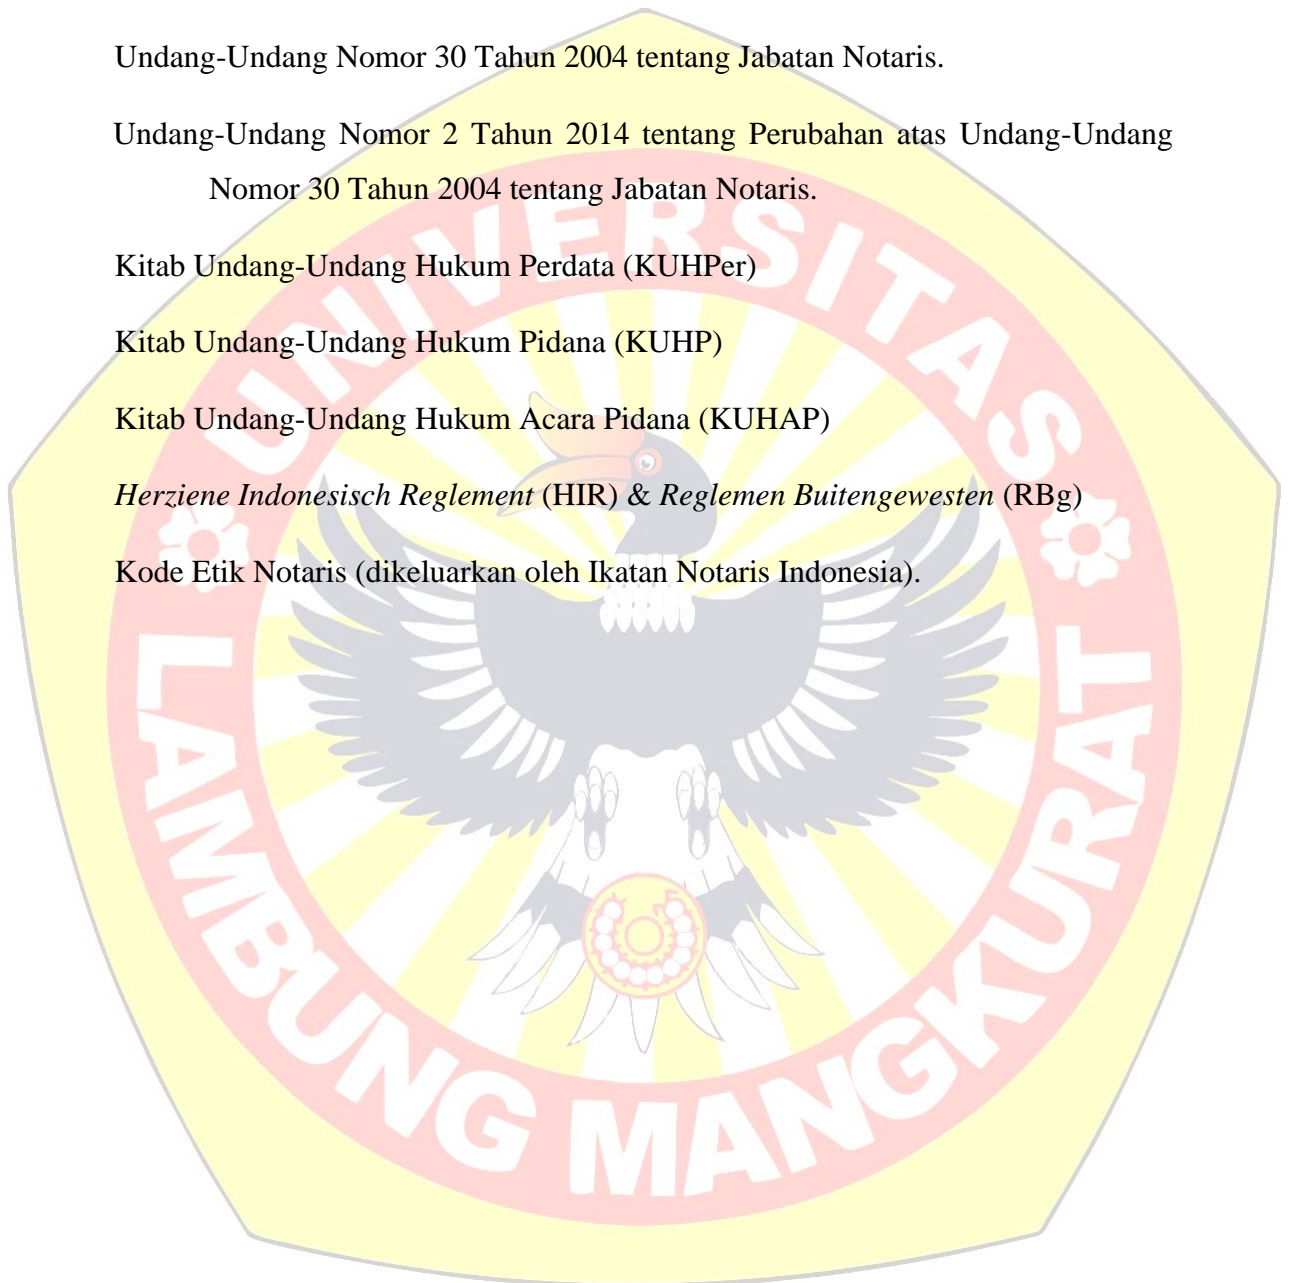 Undang-Undang Nomor 30 Tahun 2004 tentang Jabatan Notaris.
Undang-Undang Nomor 2 Tahun 2014 tentang Perubahan atas Undang-Undang
Nomor 30 Tahun 2004 tentang Jabatan Notaris.
Kitab Undang-Undang Hukum Perdata (KUHPer)
Kitab Undang-Undang Hukum Pidana (KUHP)
Kitab Undang-Undang Hukum Acara Pidana (KUHAP)
Herziene Indonesisch Reglement (HIR) & Reglemen Buitengewesten (RBg)
Kode Etik Notaris (dikeluarkan oleh Ikatan Notaris Indonesia).
UNIVERSITAS
LAMBUNG MANGKURAT